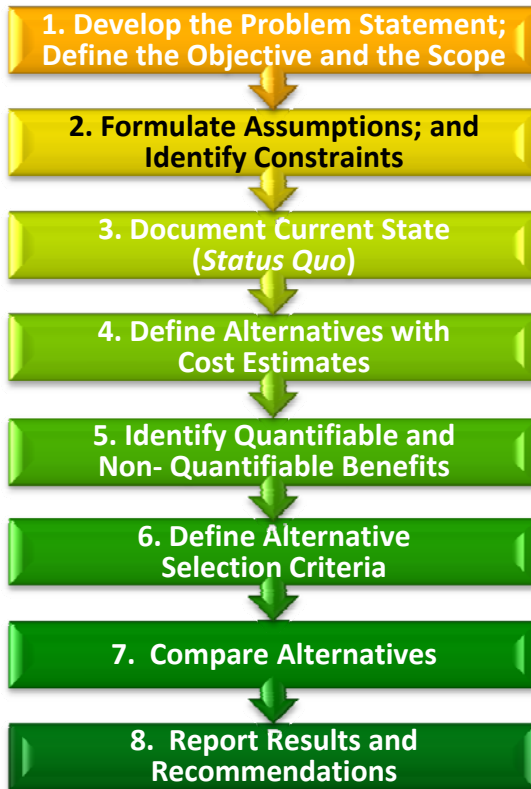 1. Develop the Problem Statement;
Define the Objective and the Scope
2. Formulate Assumptions; and
Identify Constraints
3. Document Current State
(Status Quo)
4. Define Alternatives with
Cost Estimates
5. Identify Quantifiable and
Non- Quantifiable Benefits
6. Define Alternative
Selection Criteria
7. Compare Alternatives
8. Report Results and
Recommendations